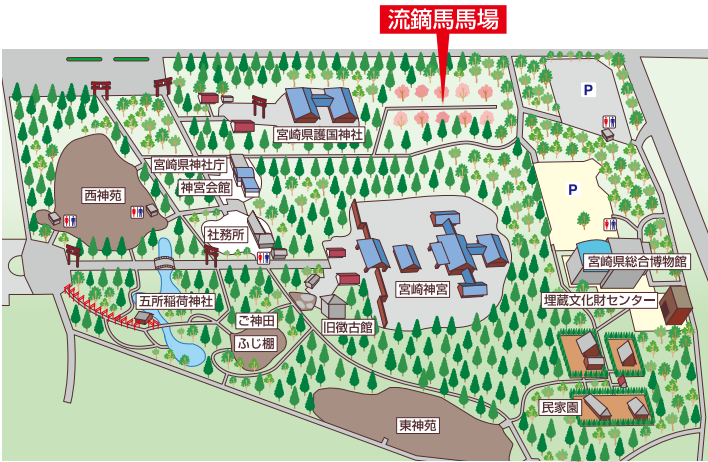 流鏑馬馬場
P
宮崎県護国神社
宮崎県神社庁
神宮会館
西神苑
P
社務所
宮崎県総合博物館
宮崎神宮
埋蔵文化財センター
五所稲荷神社
ご神田
旧徴古館
ふじ棚
民家園
東神苑